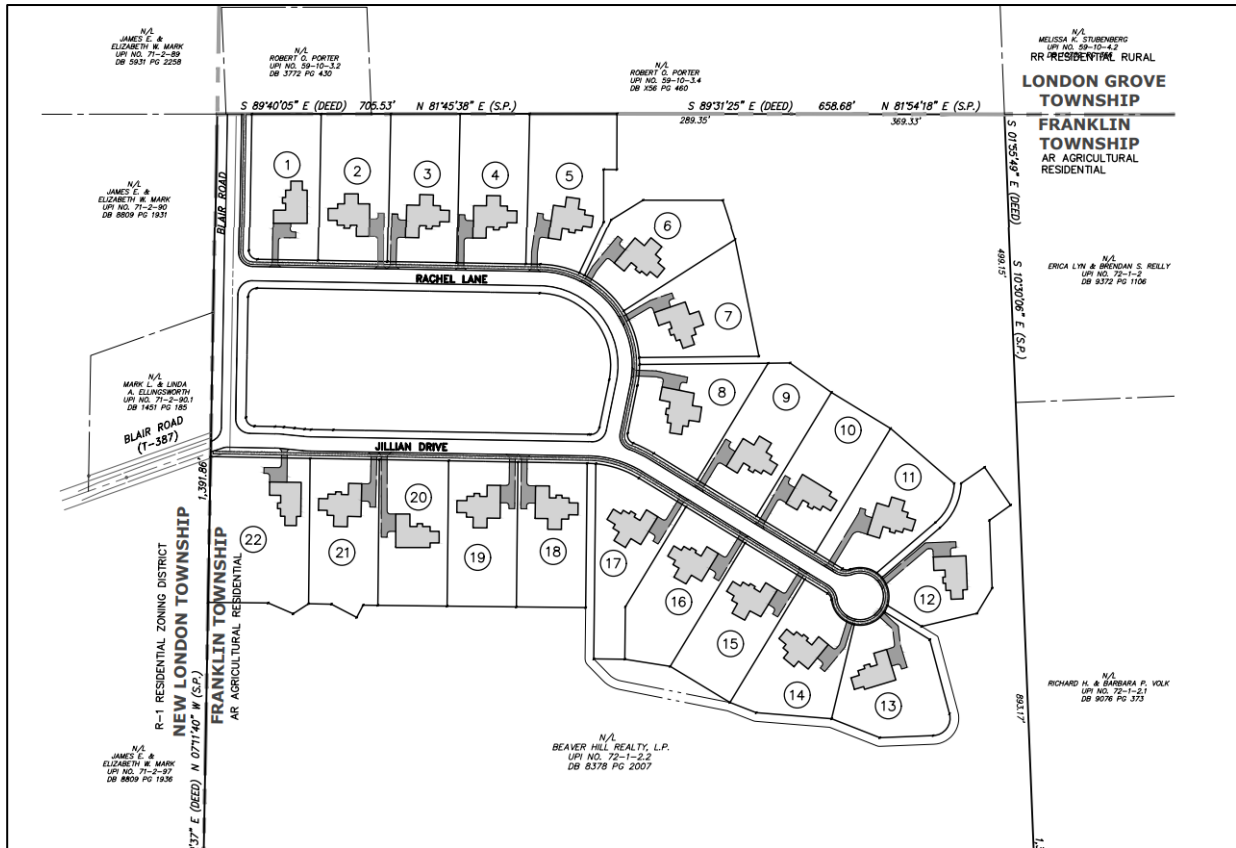 N/L
JAMES E. &
ELIZABETH W. MARK
UPI NO. 71-2-89
DB 5931 PG 2258
N/L
ROBERT O. PORTER
UPI NO. 59-10-3.2
DB 3772 PG 430
N/L
ROBERT O. PORTER
UPI NO. 59-10-3.4
DB X56 PG 460
N/L
MELISSA K. STUBENBERG
UPI NO. 59-10-4.2
RR RESIDENTIAL RURAL
LONDON GROVE
TOWNSHIP
FRANKLIN
TOWNSHIP
AR AGRICULTURAL
RESIDENTIAL
S 89°40'05" E (DEED) 705.53' N 81°45'38" E (S.P.)
S 89°31'25" E (DEED) 658.68' N 81°54'18" E (S.P.)
289.35' 369.33'
S 01°55'49" E (DEED)
499.15'
S 10°30'06" E (S.P.)
N/L
JAMES E. &
ELIZABETH W. MARK
UPI NO. 71-2-90
DB 8809 PG 1931
BLAIR ROAD
1
2
3
4
5
6
7
RACHEL LANE
N/L
ERICA LYN & BRENDAN S. REILLY
UPI NO. 72-1-2
DB 9372 PG 1106
N/L
MARK L. & LINDA
A. ELLINGSWORTH
UPI NO. 71-2-90.1
DB 1451 PG 185
BLAIR ROAD
(T-387)
JILLIAN DRIVE
8
9
10
11
12
13
14
15
16
17
18
19
20
21
22
1,391.86'
R-1 RESIDENTIAL ZONING DISTRICT
NEW LONDON TOWNSHIP
FRANKLIN TOWNSHIP
AR AGRICULTURAL RESIDENTIAL
'37" E (DEED) N 07°11'40" W (S.P.)
N/L
JAMES E. &
ELIZABETH W. MARK
UPI NO. 71-2-97
DB 8809 PG 1936
N/L
BEAVER HILL REALTY, L.P.
UPI NO. 72-1-2.2
DB 8378 PG 2007
893.17'
N/L
RICHARD H. & BARBARA P. VOLK
UPI NO. 72-1-2.1
DB 9076 PG 373